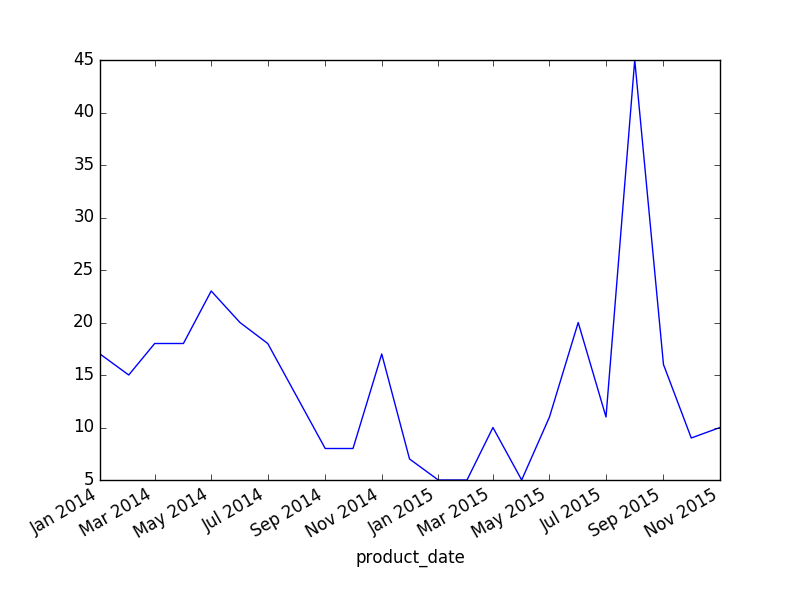 45
40
35
30
25
20
15
10
5
Jan 2014
Mar 2014
May 2014
Jul 2014
Sep 2014
Nov 2014
Jan 2015
Mar 2015
May 2015
Jul 2015
Sep 2015
Nov 2015
product_date